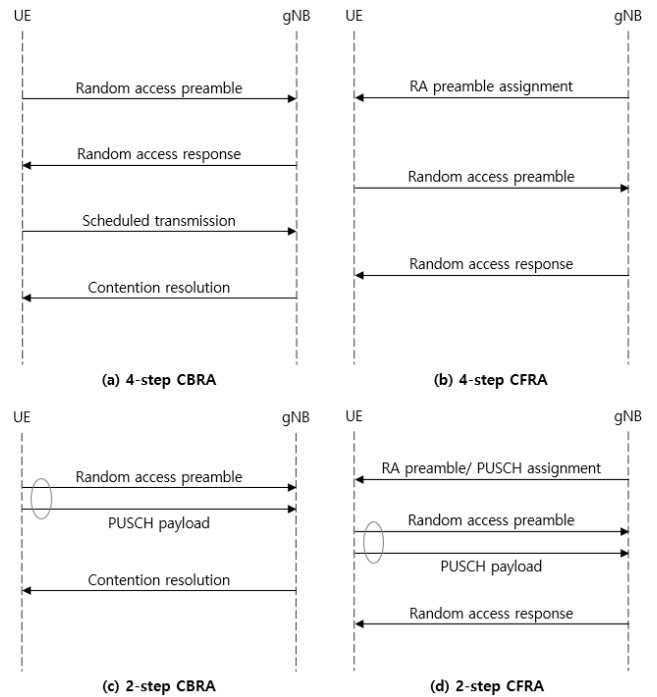 UE gNB
Random access preamble
Random access response
Scheduled transmission
Contention resolution
(a) 4-step CBRA
UE gNB
RA preamble assignment
Random access preamble
Random access response
(b) 4-step CFRA
UE gNB
Random access preamble
PUSCH payload
Contention resolution
(c) 2-step CBRA
UE gNB
RA preamble/ PUSCH assignment
Random access preamble
PUSCH payload
Random access response
(d) 2-step CFRA